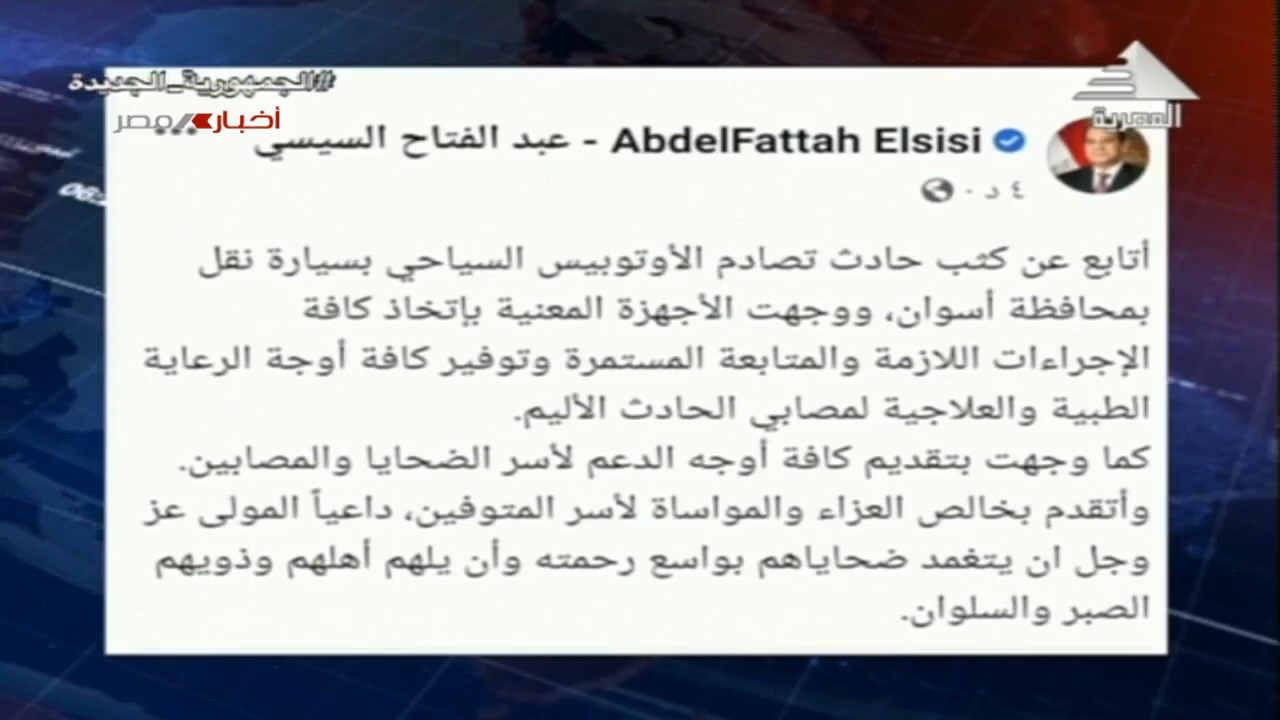 #الجمهورية_الجديدة
أخبار مصر
المصرية
AbdelFattah Elsisi - عبد الفتاح السيسي
٤ د ·
أتابع عن كثب حادث تصادم الأوتوبيس السياحي بسيارة نقل
بمحافظة أسوان، ووجهت الأجهزة المعنية بإتخاذ كافة
الإجراءات اللازمة والمتابعة المستمرة وتوفير كافة أوجة الرعاية
الطبية والعلاجية لمصابي الحادث الأليم.
كما وجهت بتقديم كافة أوجه الدعم لأسر الضحايا والمصابين.
وأتقدم بخالص العزاء والمواساة لأسر المتوفين، داعياً المولى عز
وجل ان يتغمد ضحاياهم بواسع رحمته وأن يلهم أهلهم وذويهم
الصبر والسلوان.